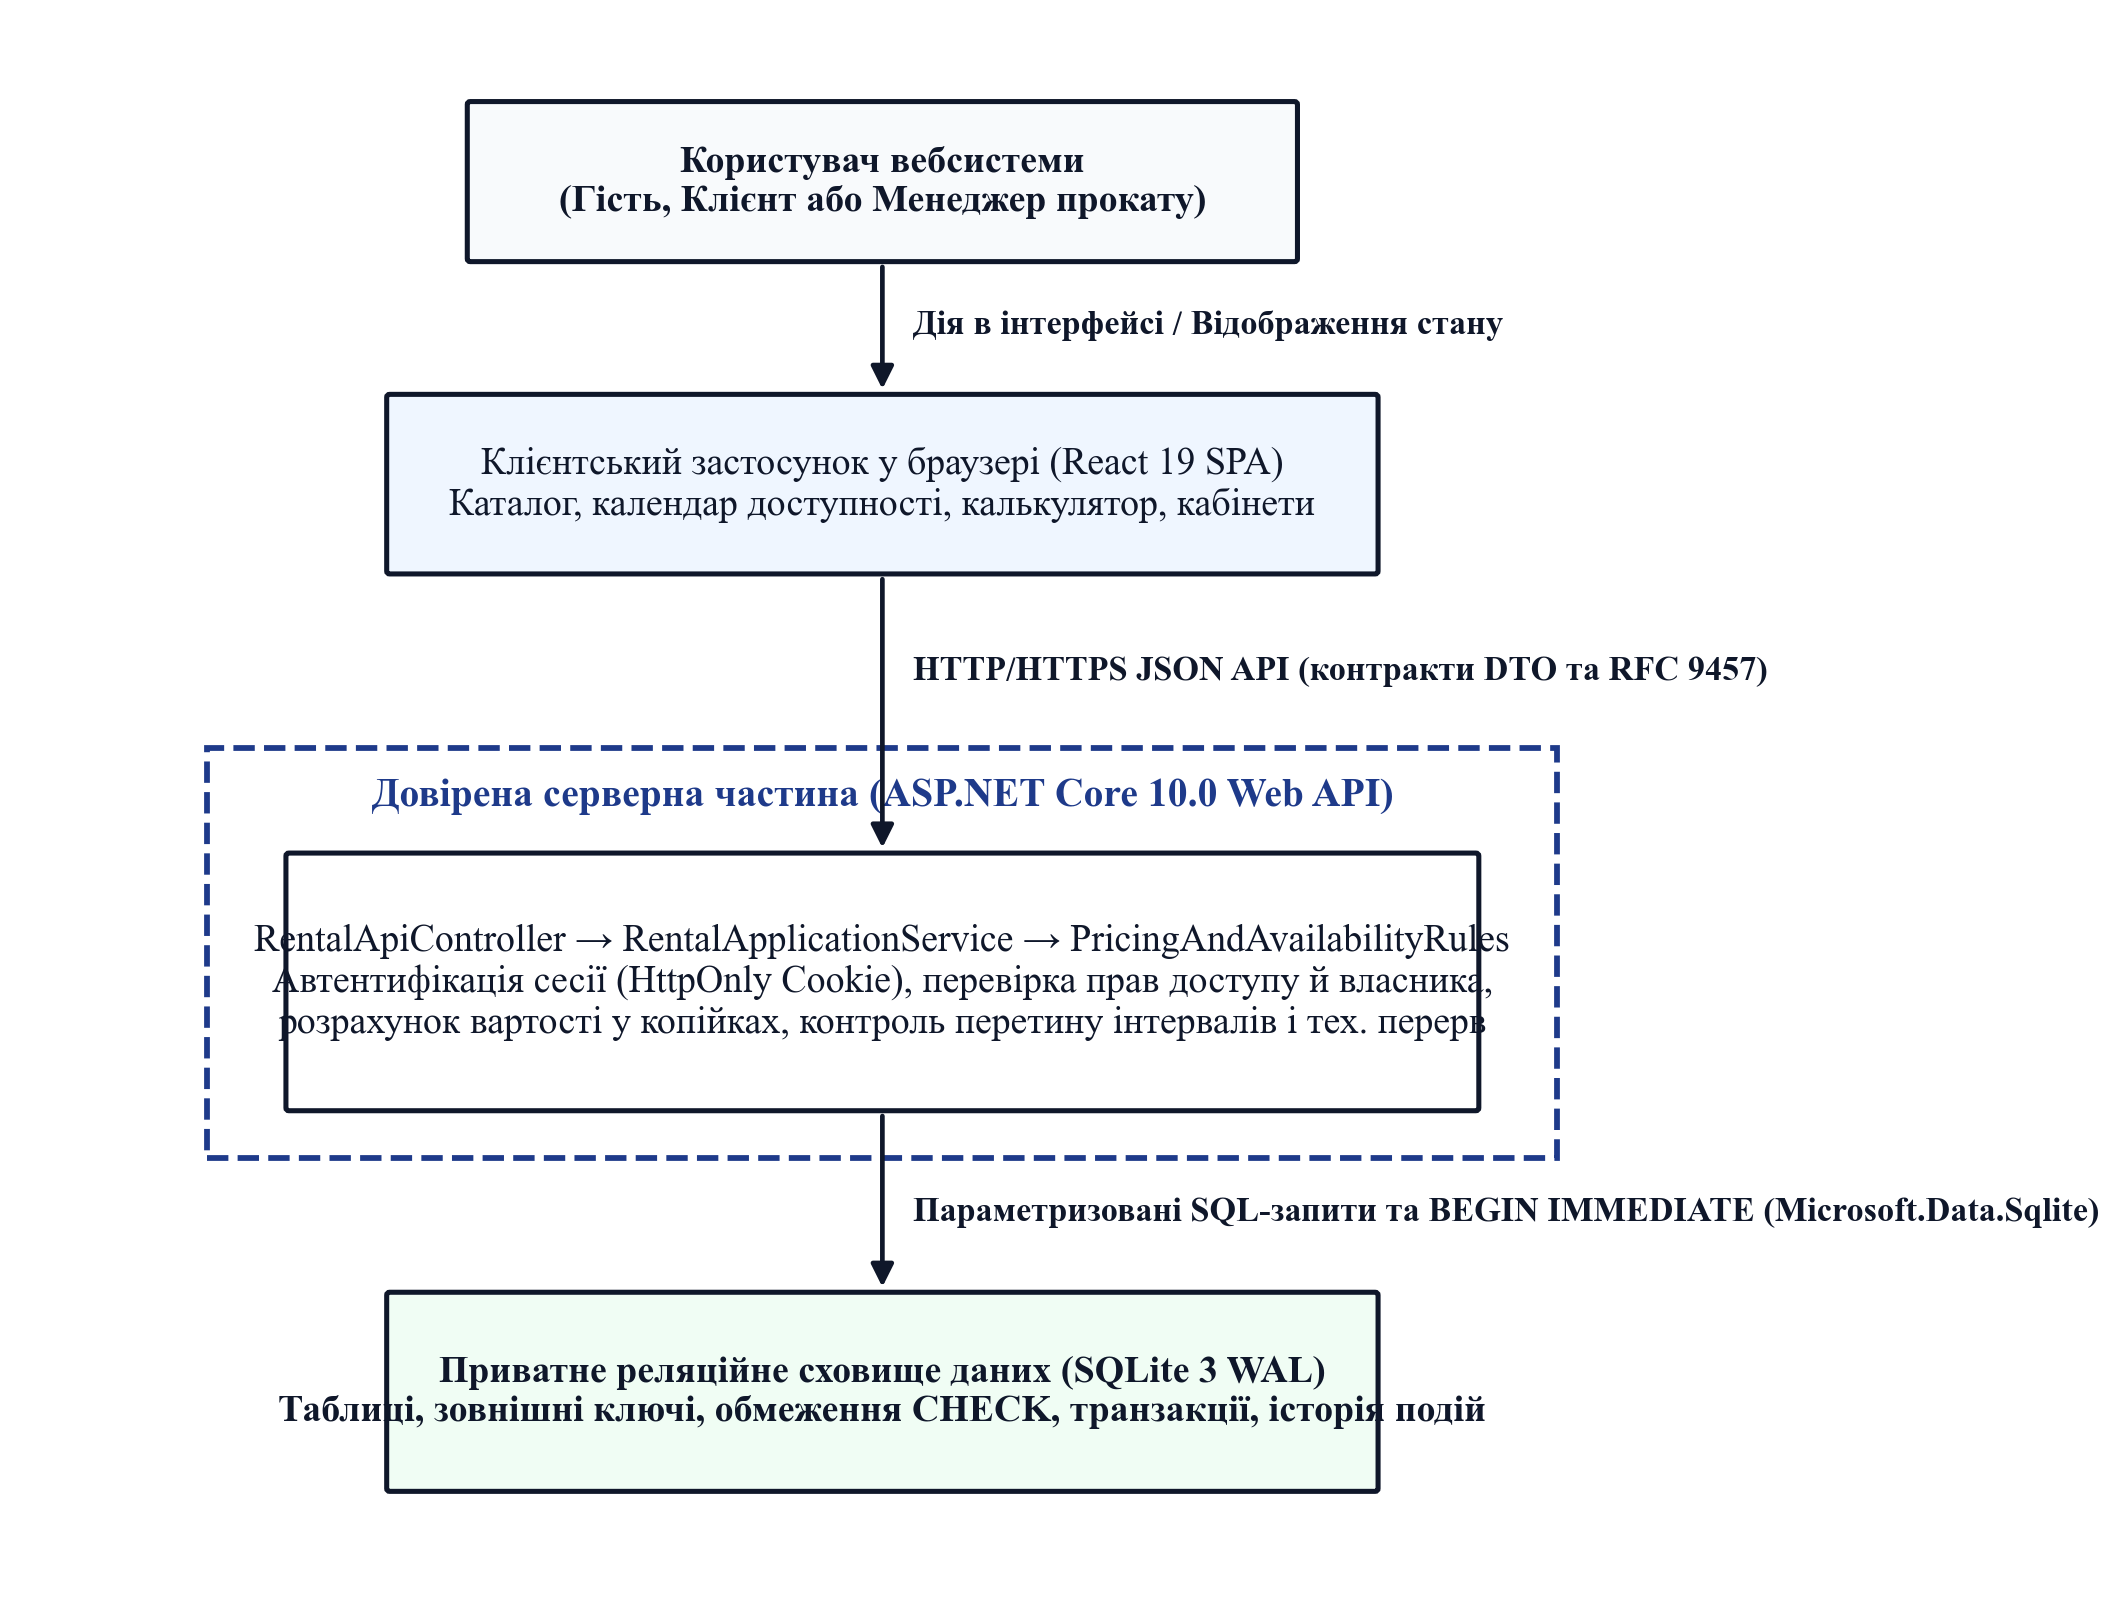 Користувач вебсистеми
(Гість, Клієнт або Менеджер прокату)
Дія в інтерфейсі / Відображення стану
Клієнтський застосунок у браузері (React 19 SPA)
Каталог, календар доступності, калькулятор, кабінети
HTTP/HTTPS JSON API (контракти DTO та RFC 9457)
Довірена серверна частина (ASP.NET Core 10.0 Web API)
RentalApiController → RentalApplicationService → PricingAndAvailabilityRules
Автентифікація сесії (HttpOnly Cookie), перевірка прав доступу й власника,
розрахунок вартості у копійках, контроль перетину інтервалів і тех. перерв
Параметризовані SQL-запити та BEGIN IMMEDIATE (Microsoft.Data.Sqlite)
Приватне реляційне сховище даних (SQLite 3 WAL)
Таблиці, зовнішні ключі, обмеження CHECK, транзакції, історія подій